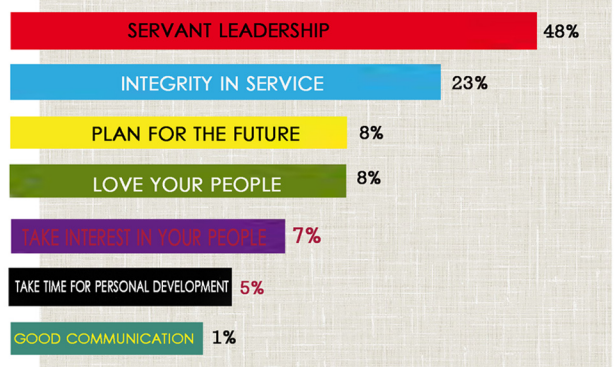 SERVANT LEADERSHIP 48%
INTEGRITY IN SERVICE 23%
PLAN FOR THE FUTURE 8%
LOVE YOUR PEOPLE 8%
TAKE INTEREST IN YOUR PEOPLE 7%
TAKE TIME FOR PERSONAL DEVELOPMENT 5%
GOOD COMMUNICATION 1%